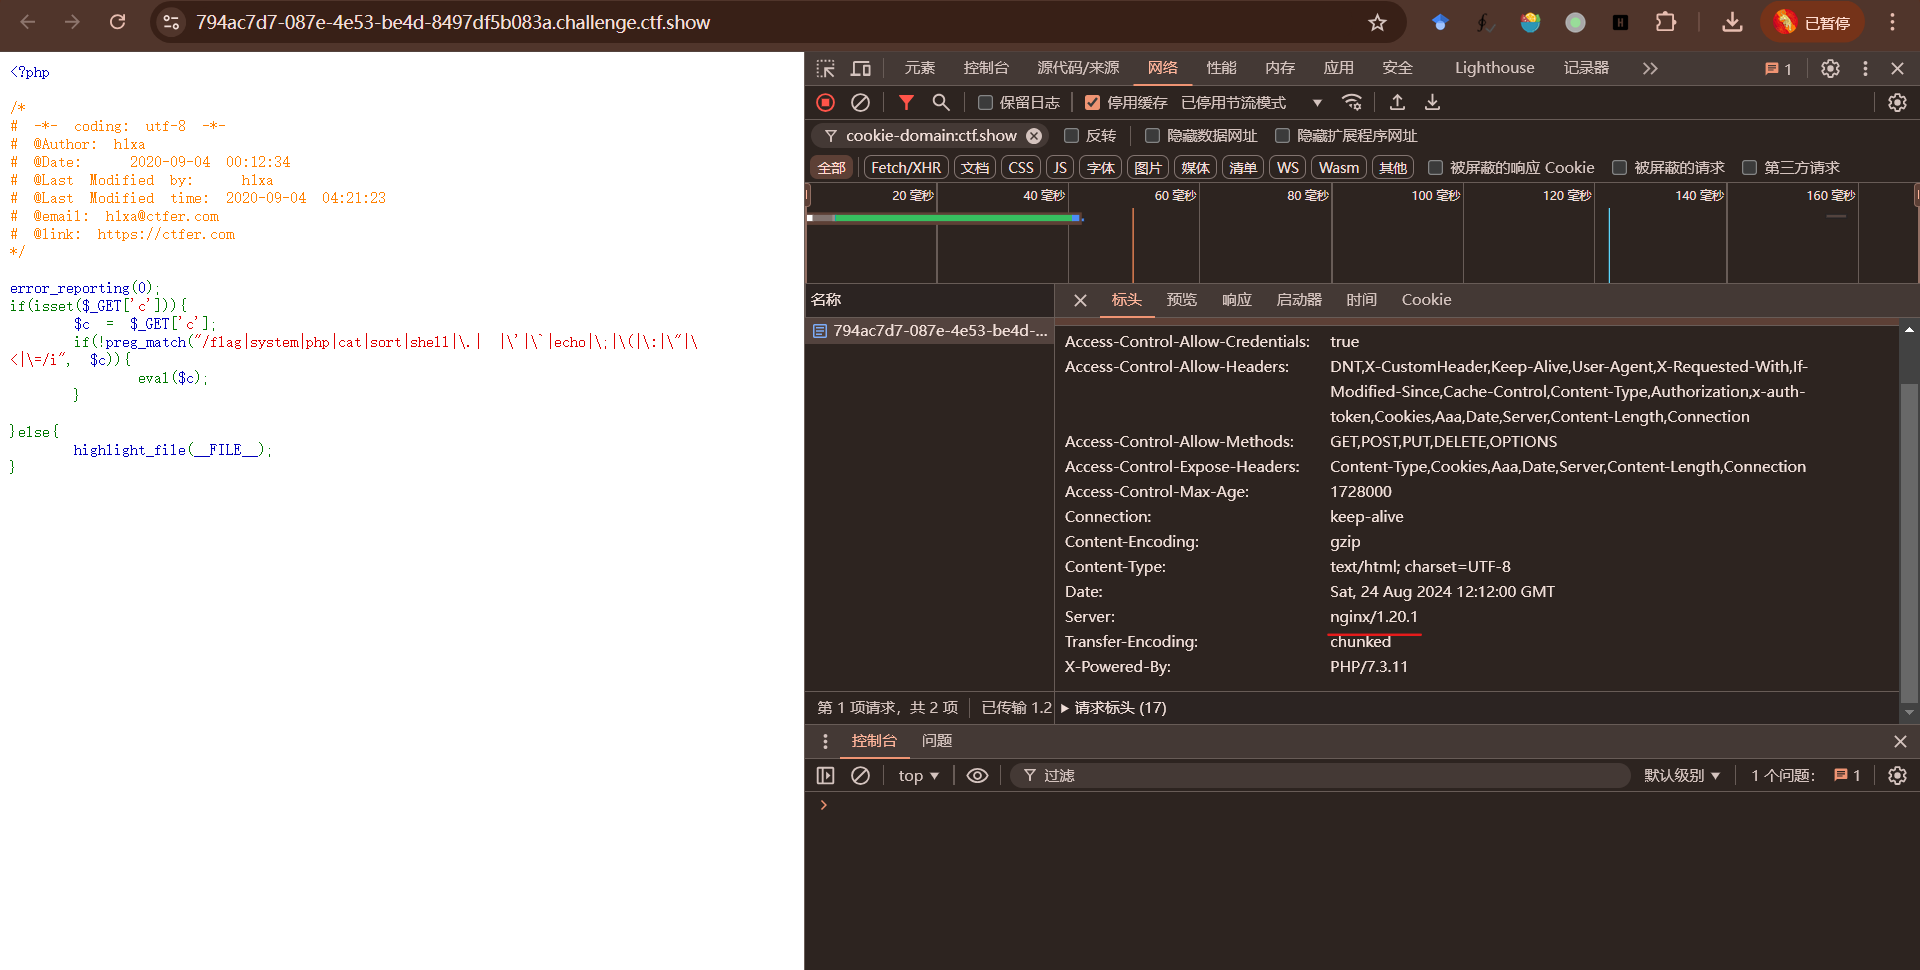 794ac7d7-087e-4e53-be4d-8497df5b083a.challenge.ctf.show
已暂停
<?php
/*
# -*- coding: utf-8 -*-
# @Author: h1xa
# @Date:   2020-09-04 00:12:34
# @Last Modified by:   h1xa
# @Last Modified time: 2020-09-04 04:21:23
# @email: h1xa@ctfer.com
# @link: https://ctfer.com
*/
error_reporting(0);
if(isset($_GET['c'])){
$c = $_GET['c'];
if(!preg_match("/flag|system|php|cat|sort|shell|\.| |\'|\`|echo|\;|\(|\:|\"|\
<|\=/i", $c)){
eval($c);
}
}else{
highlight_file(__FILE__);
}
元素 控制台 源代码/来源 网络 性能 内存 应用 安全 Lighthouse 记录器 1
保留日志 停用缓存 已停用节流模式
cookie-domain:ctf.show 反转 隐藏数据网址 隐藏扩展程序网址
全部 Fetch/XHR 文档 CSS JS 字体 图片 媒体 清单 WS Wasm 其他 被屏蔽的响应 Cookie 被屏蔽的请求 第三方请求
20 毫秒 40 毫秒 60 毫秒 80 毫秒 100 毫秒 120 毫秒 140 毫秒 160 毫秒
名称
794ac7d7-087e-4e53-be4d-...
标头 预览 响应 启动器 时间 Cookie
Access-Control-Allow-Credentials: true
Access-Control-Allow-Headers: DNT,X-CustomHeader,Keep-Alive,User-Agent,X-Requested-With,If-
Modified-Since,Cache-Control,Content-Type,Authorization,x-auth-
token,Cookies,Aaa,Date,Server,Content-Length,Connection
Access-Control-Allow-Methods: GET,POST,PUT,DELETE,OPTIONS
Access-Control-Expose-Headers: Content-Type,Cookies,Aaa,Date,Server,Content-Length,Connection
Access-Control-Max-Age: 1728000
Connection: keep-alive
Content-Encoding: gzip
Content-Type: text/html; charset=UTF-8
Date: Sat, 24 Aug 2024 12:12:00 GMT
Server: nginx/1.20.1
Transfer-Encoding: chunked
X-Powered-By: PHP/7.3.11
第 1 项请求，共 2 项 已传输 1.2
请求标头 (17)
控制台 问题
top 过滤 默认级别 1 个问题: 1